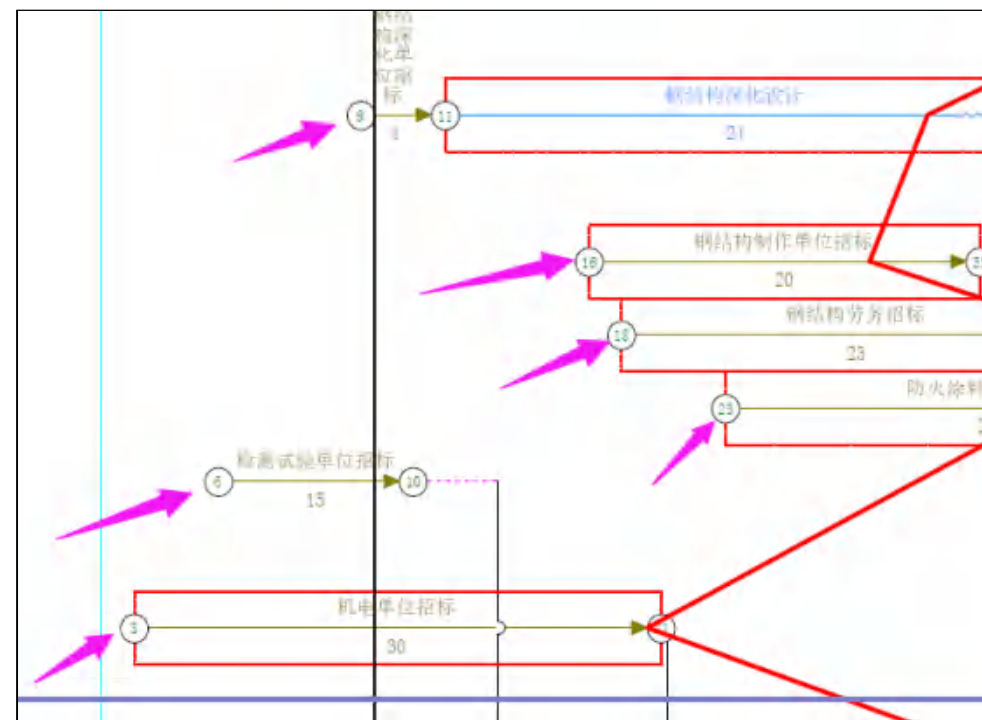 钢结
构深
化单
位招
标
9
11
钢结构深化设计
21
钢结构制作单位招标
16
20
钢结构劳务招标
18
23
防火涂料
检测试验单位招标
6
10
15
机电单位招标
3
30